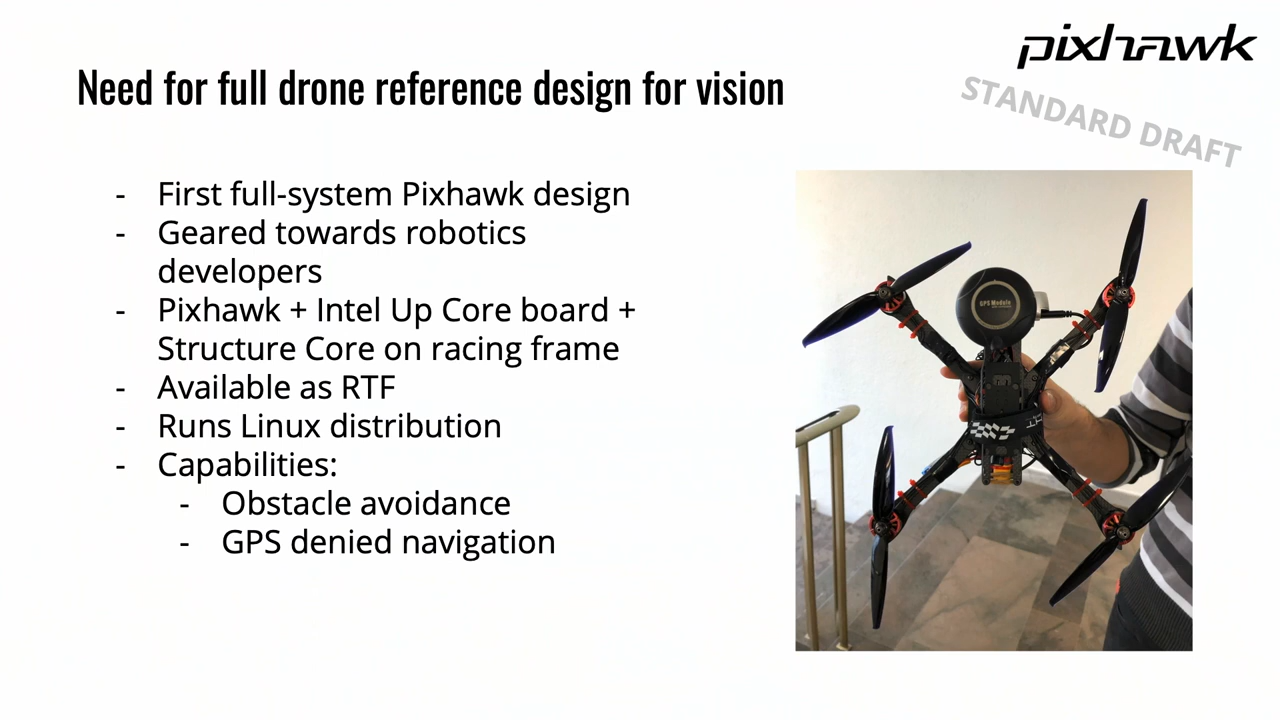 pixhawk
Need for full drone reference design for vision
STANDARD DRAFT
- First full-system Pixhawk design
- Geared towards robotics
developers
- Pixhawk + Intel Up Core board +
Structure Core on racing frame
- Available as RTF
- Runs Linux distribution
- Capabilities:
- Obstacle avoidance
- GPS denied navigation
GPS Module